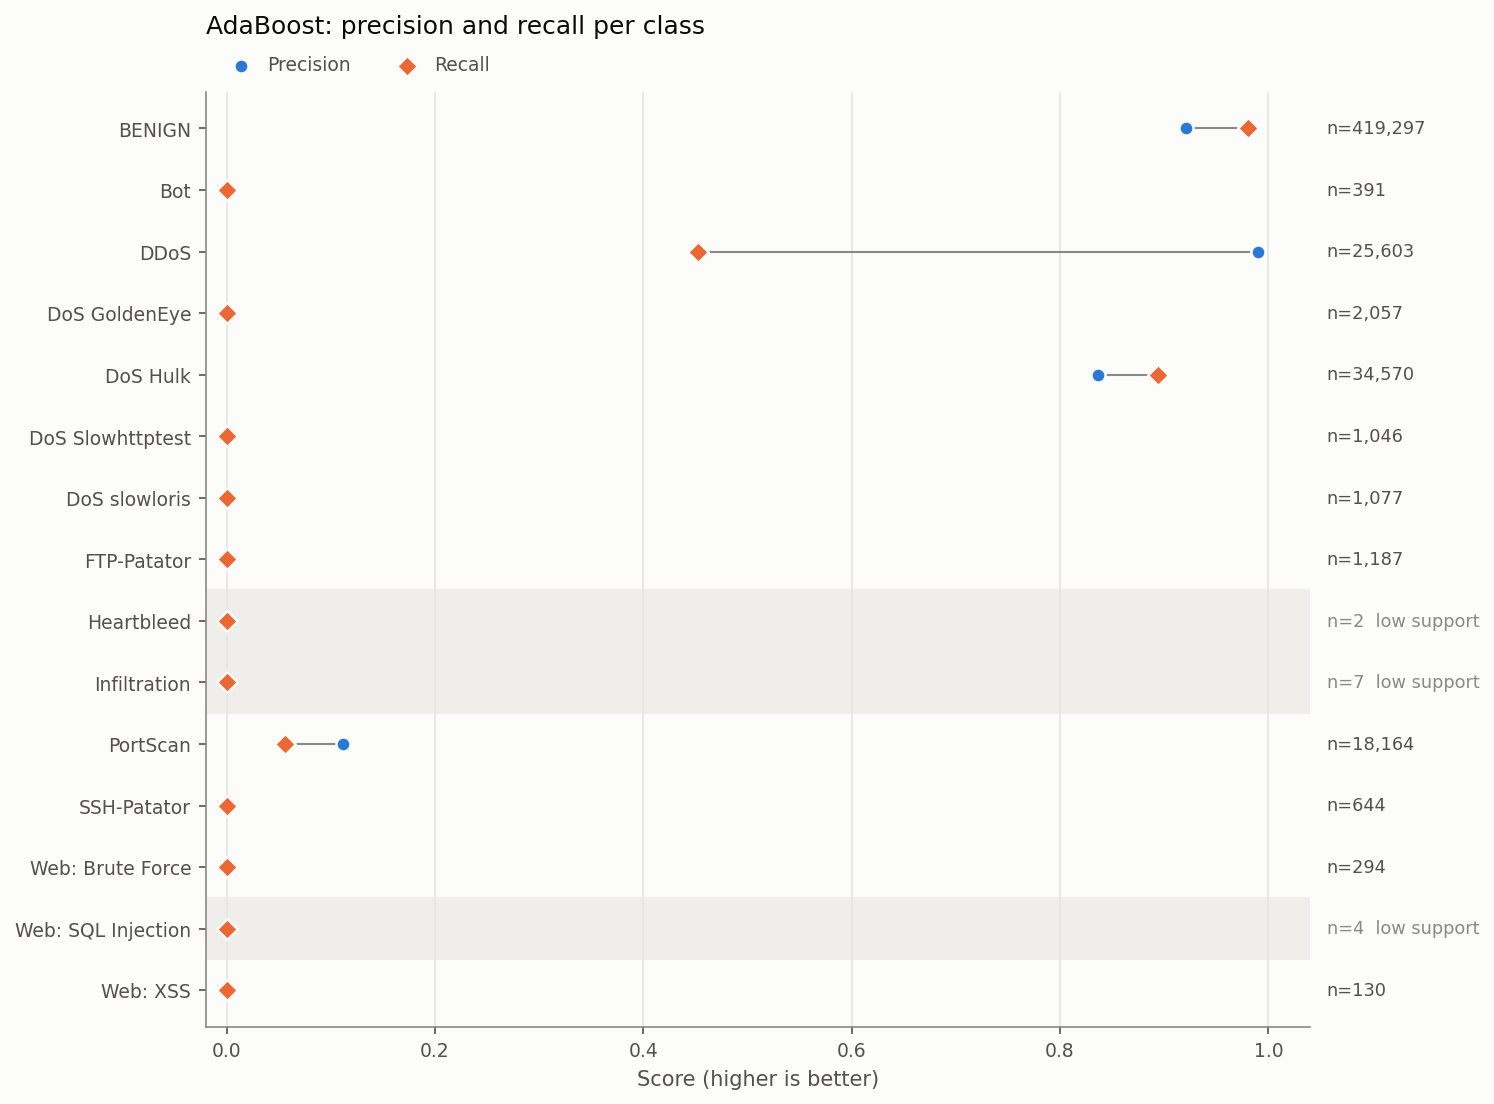 AdaBoost: precision and recall per class
Precision Recall
BENIGN n=419,297
Bot n=391
DDoS n=25,603
DoS GoldenEye n=2,057
DoS Hulk n=34,570
DoS Slowhttptest n=1,046
DoS slowloris n=1,077
FTP-Patator n=1,187
Heartbleed n=2 low support
Infiltration n=7 low support
PortScan n=18,164
SSH-Patator n=644
Web: Brute Force n=294
Web: SQL Injection n=4 low support
Web: XSS n=130
0.0 0.2 0.4 0.6 0.8 1.0
Score (higher is better)